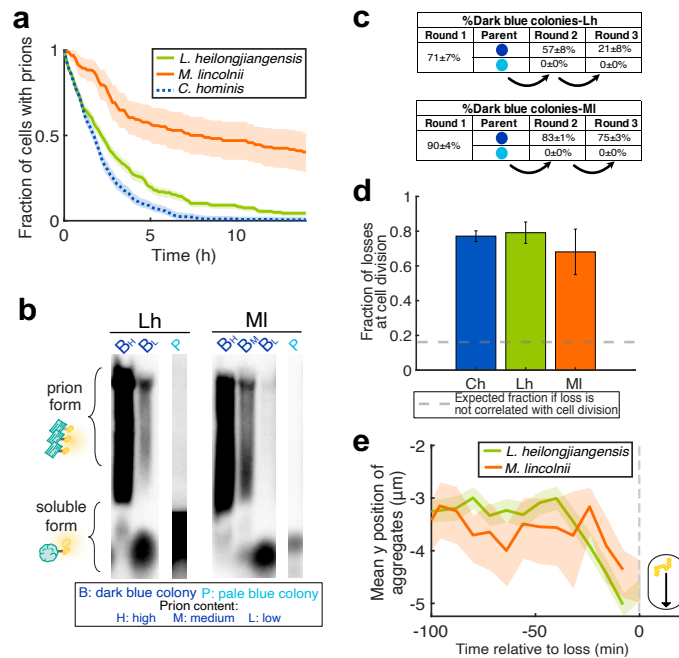 a
Fraction of cells with prions
1
0.5
0
0
5
10
Time (h)
L. heilongjiangensis
M. lincolnii
C. hominis
b
Lh
Ml
BH
BL
P
BH
BM
BL
P
prion
form
soluble
form
B: dark blue colony P: pale blue colony
Prion content:
H: high M: medium L: low
c
%Dark blue colonies-Lh
Round 1 Parent Round 2 Round 3
71±7%
57±8% 21±8%
0±0% 0±0%
%Dark blue colonies-Ml
Round 1 Parent Round 2 Round 3
90±4%
83±1% 75±3%
0±0% 0±0%
d
Fraction of losses
at cell division
1
0.8
0.6
0.4
0.2
0
Ch Lh Ml
Expected fraction if loss is
not correlated with cell division
e
Mean y position of
aggregates (μm)
-2
-3
-4
-5
L. heilongjiangensis
M. lincolnii
-100
-50
0
Time relative to loss (min)